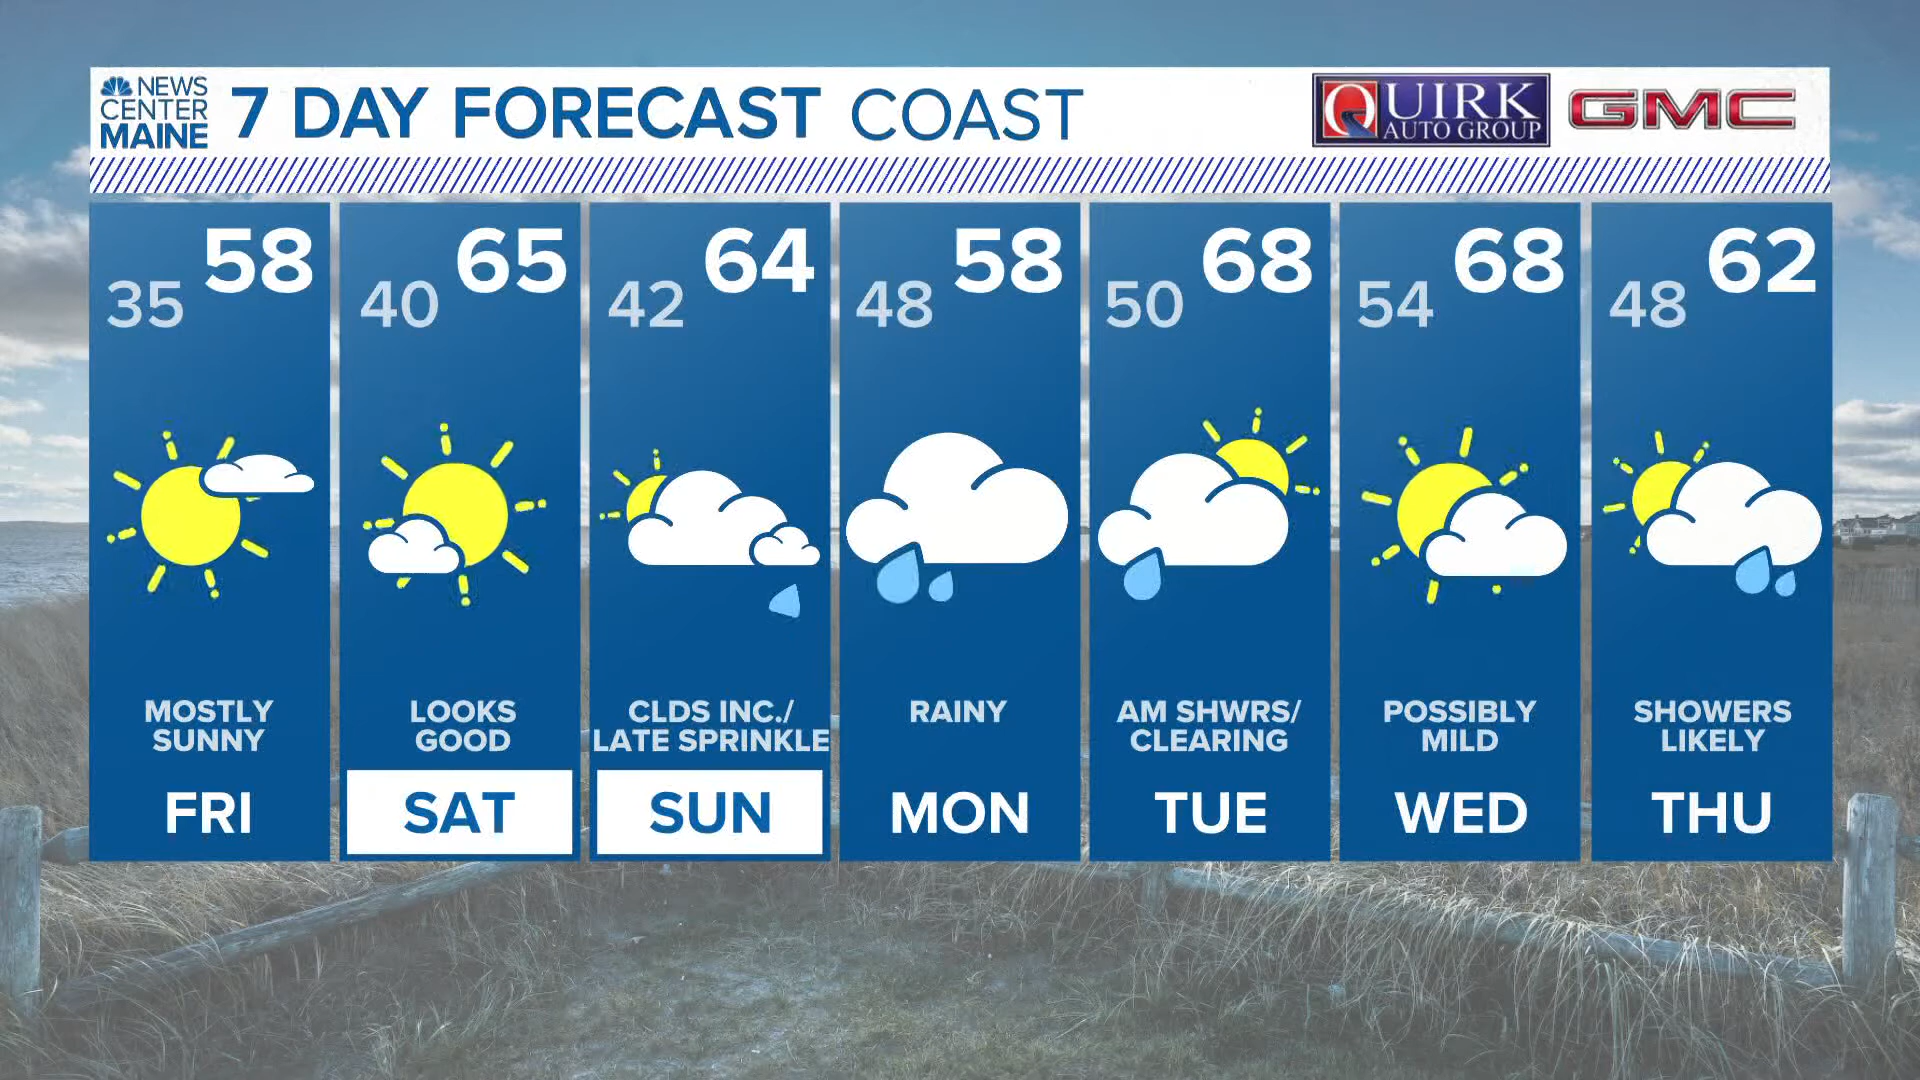 NEWS
CENTER
MAINE
7 DAY FORECAST COAST
QUIRK
AUTO GROUP
GMC
35 58
40 65
42 64
48 58
50 68
54 68
48 62
MOSTLY
SUNNY
LOOKS
GOOD
CLDS INC./
LATE SPRINKLE
RAINY
AM SHWRS/
CLEARING
POSSIBLY
MILD
SHOWERS
LIKELY
FRI
SAT
SUN
MON
TUE
WED
THU